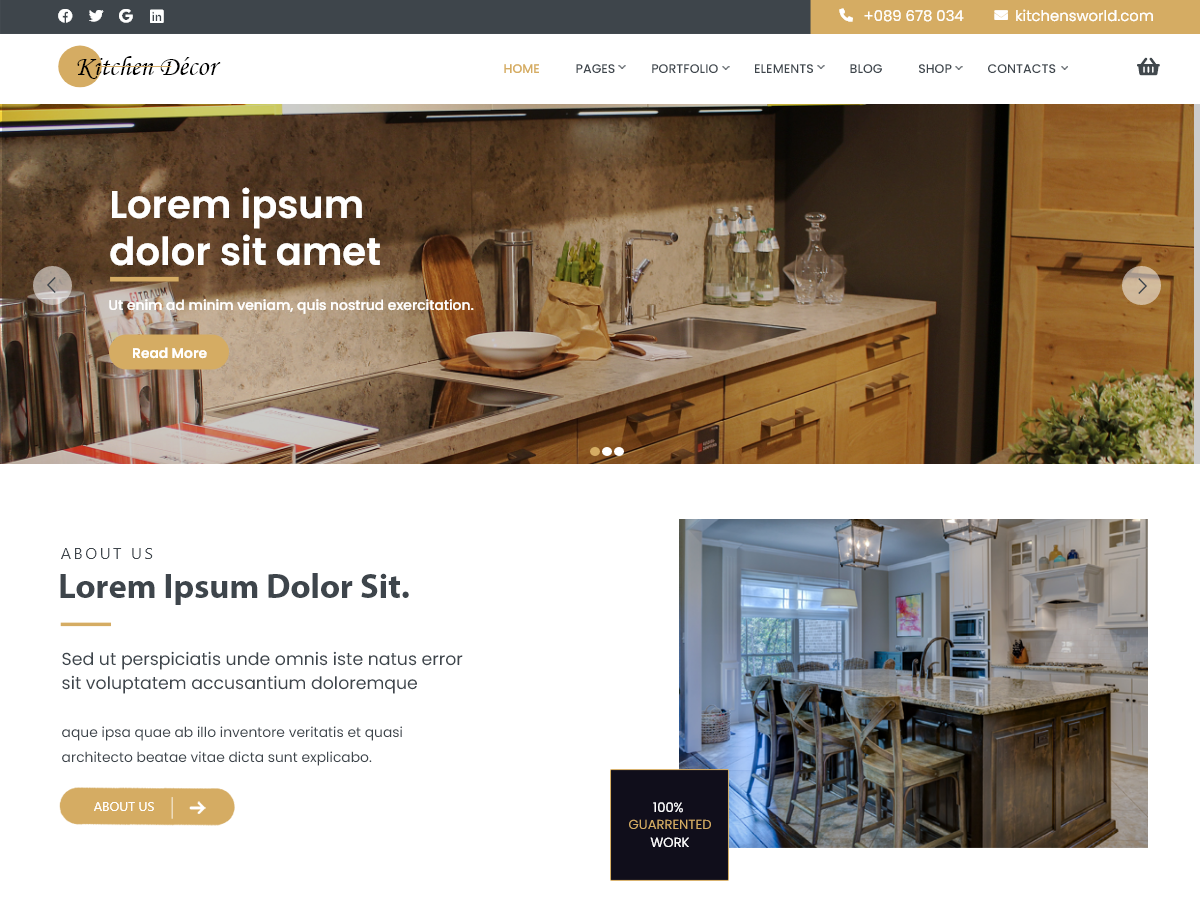 +089 678 034
kitchensworld.com
Kitchen Décor
HOME
PAGES
PORTFOLIO
ELEMENTS
BLOG
SHOP
CONTACTS
Lorem ipsum
dolor sit amet
Ut enim ad minim veniam, quis nostrud exercitation.
Read More
ABOUT US
Lorem Ipsum Dolor Sit.
Sed ut perspiciatis unde omnis iste natus error
sit voluptatem accusantium doloremque
aque ipsa quae ab illo inventore veritatis et quasi
architecto beatae vitae dicta sunt explicabo.
ABOUT US
100%
GUARRENTED
WORK